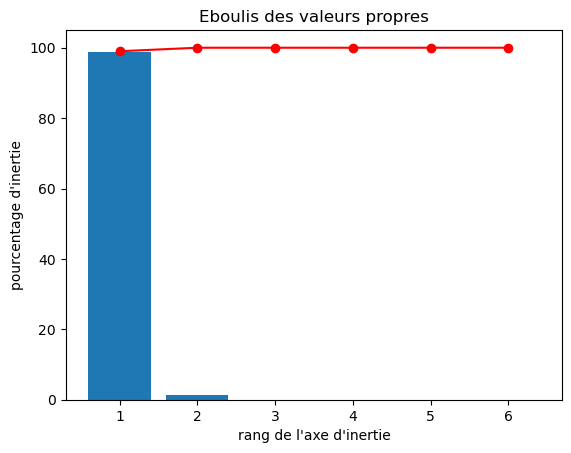 Eboulis des valeurs propres
pourcentage d'inertie
100
80
60
40
20
0
1 2 3 4 5 6
rang de l'axe d'inertie